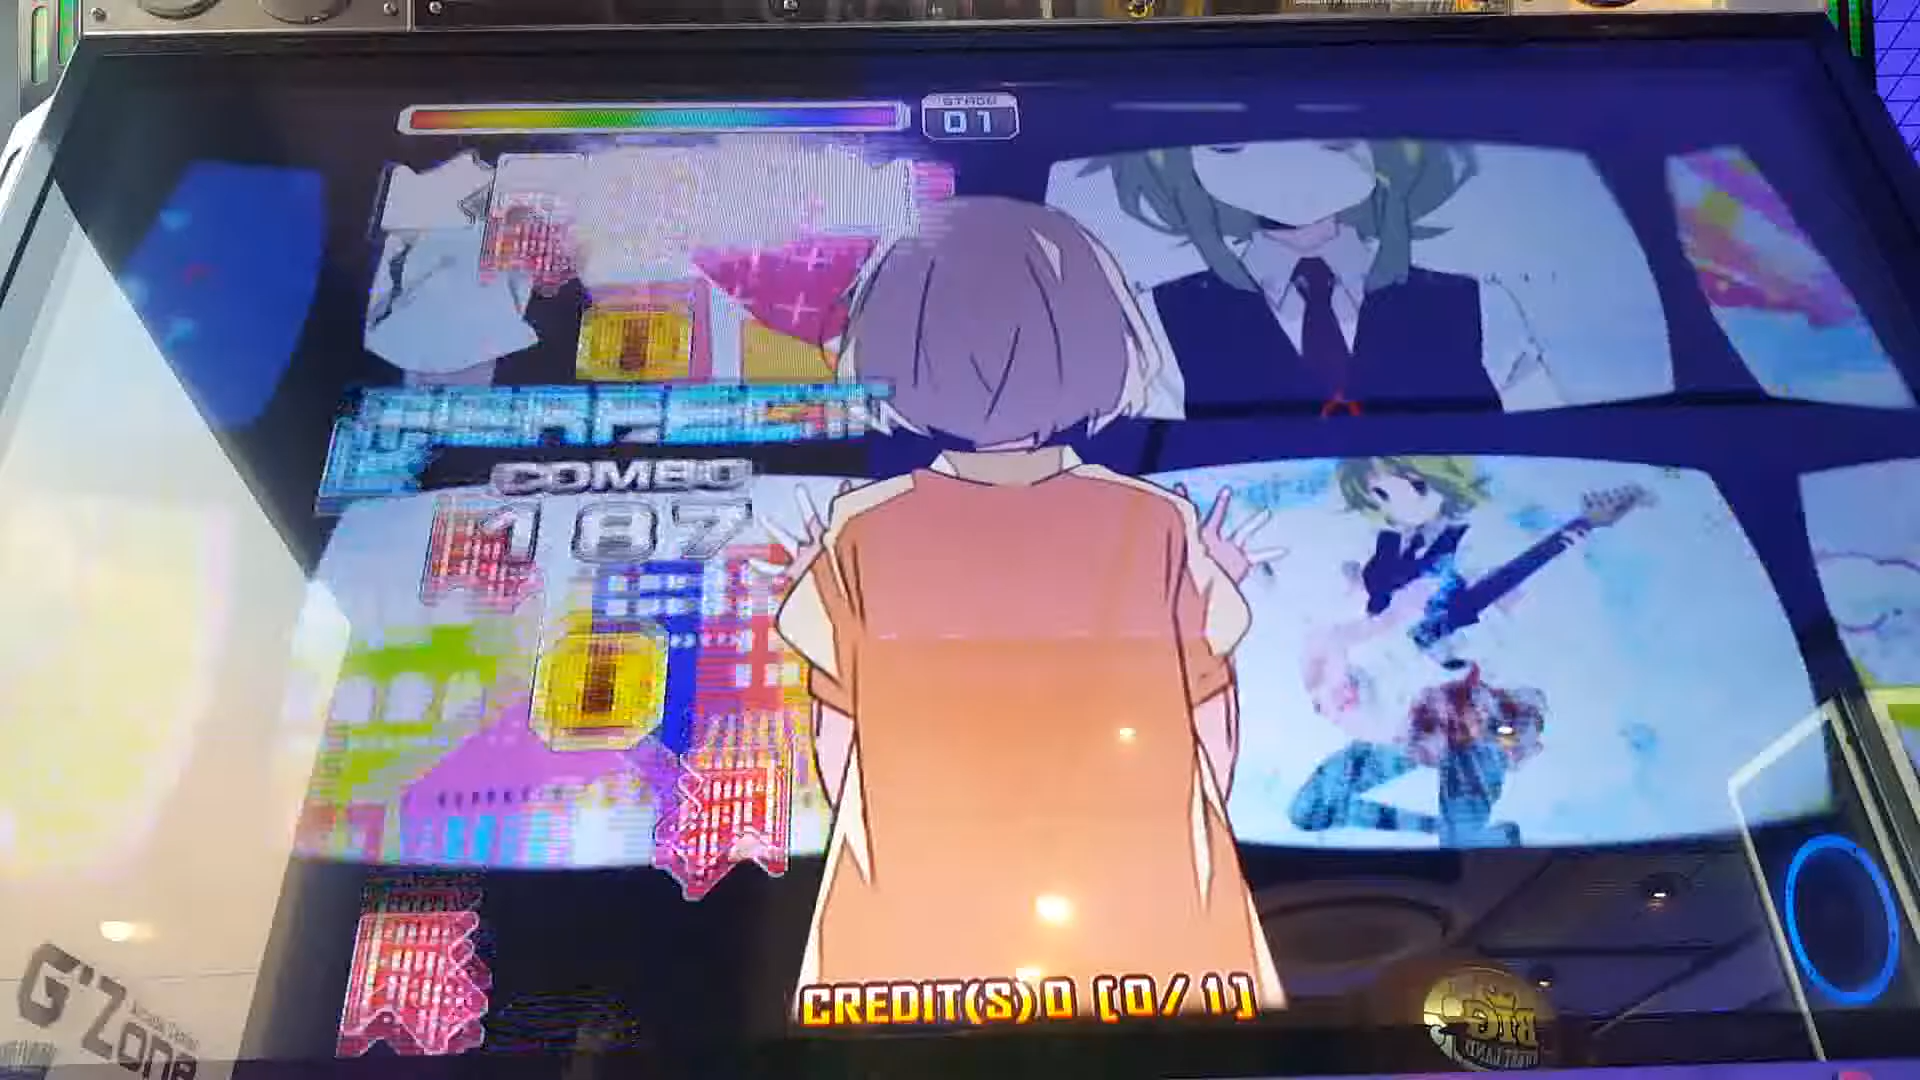 STAGE
01
PERFECT
COMBO
187
CREDIT(S) 0 [0/1]
G'Zone
BIG